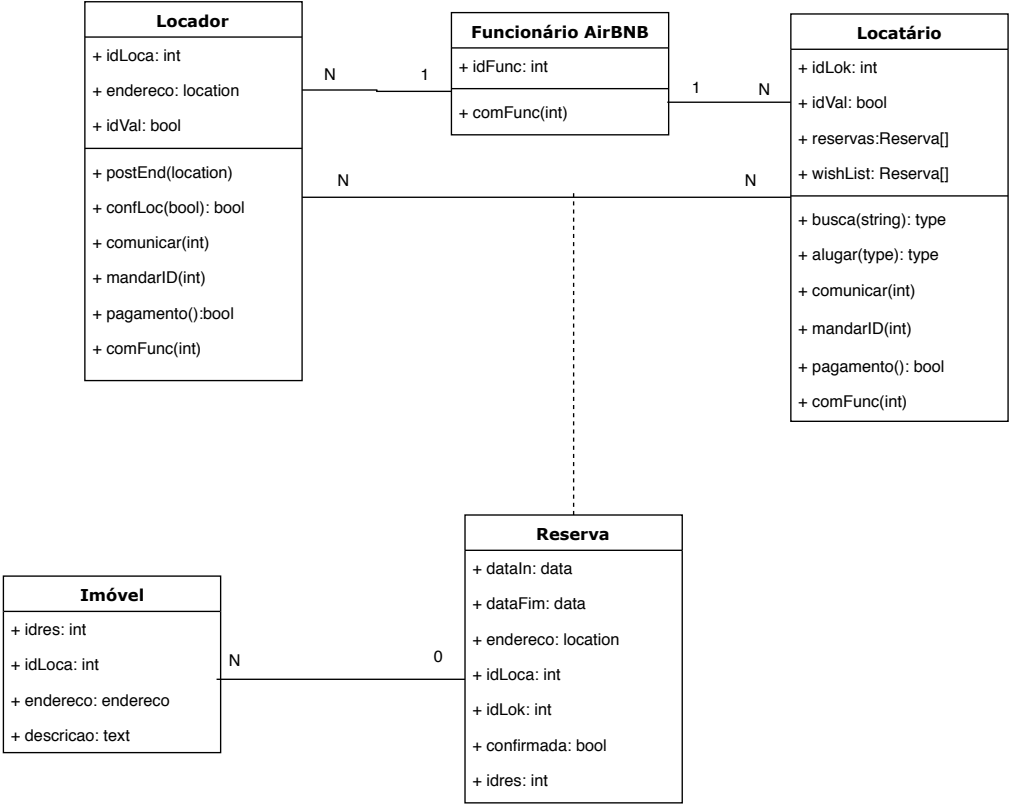 Locador
+ idLoca: int
+ endereco: location
+ idVal: bool
+ postEnd(location)
+ confLoc(bool): bool
+ comunicar(int)
+ mandarID(int)
+ pagamento():bool
+ comFunc(int)
N
1
Funcionário AirBNB
+ idFunc: int
+ comFunc(int)
1
N
Locatário
+ idLok: int
+ idVal: bool
+ reservas:Reserva[]
+ wishList: Reserva[]
+ busca(string): type
+ alugar(type): type
+ comunicar(int)
+ mandarID(int)
+ pagamento(): bool
+ comFunc(int)
N
N
Reserva
+ dataIn: data
+ dataFim: data
+ endereco: location
+ idLoca: int
+ idLok: int
+ confirmada: bool
+ idres: int
Imóvel
+ idres: int
+ idLoca: int
+ endereco: endereco
+ descricao: text
N
0